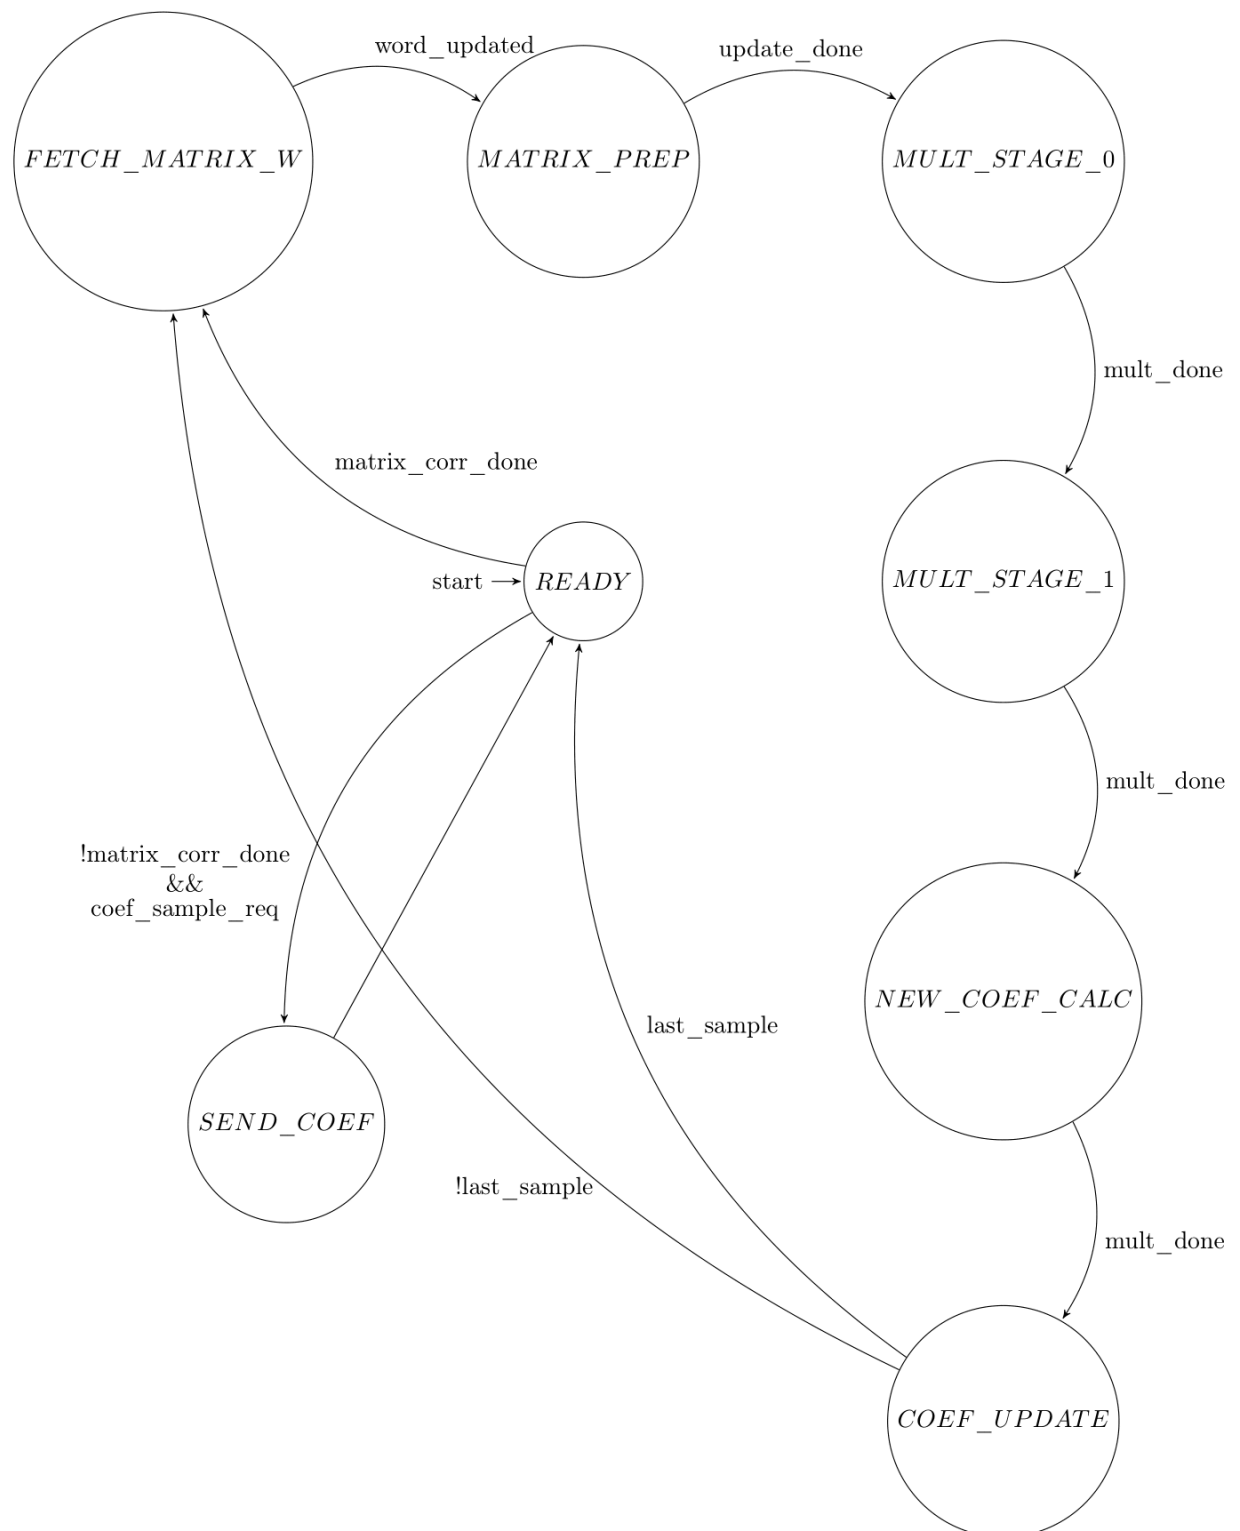 word_updated
update_done
FETCH_MATRIX_W
MATRIX_PREP
MULT_STAGE_0
mult_done
matrix_corr_done
start
READY
MULT_STAGE_1
mult_done
!matrix_corr_done
&&
coef_sample_req
NEW_COEF_CALC
last_sample
SEND_COEF
!last_sample
mult_done
COEF_UPDATE